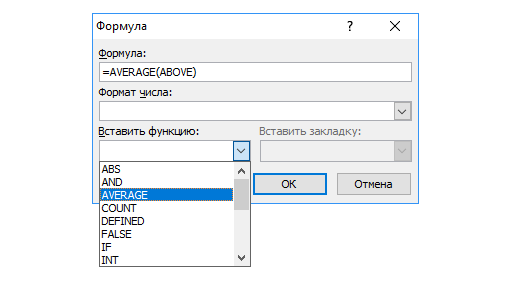 Формула
?
Формула:
=AVERAGE(ABOVE)
Формат числа:
Вставить функцию:
Вставить закладку:
ABS
AND
AVERAGE
COUNT
DEFINED
FALSE
IF
INT
ОК
Отмена